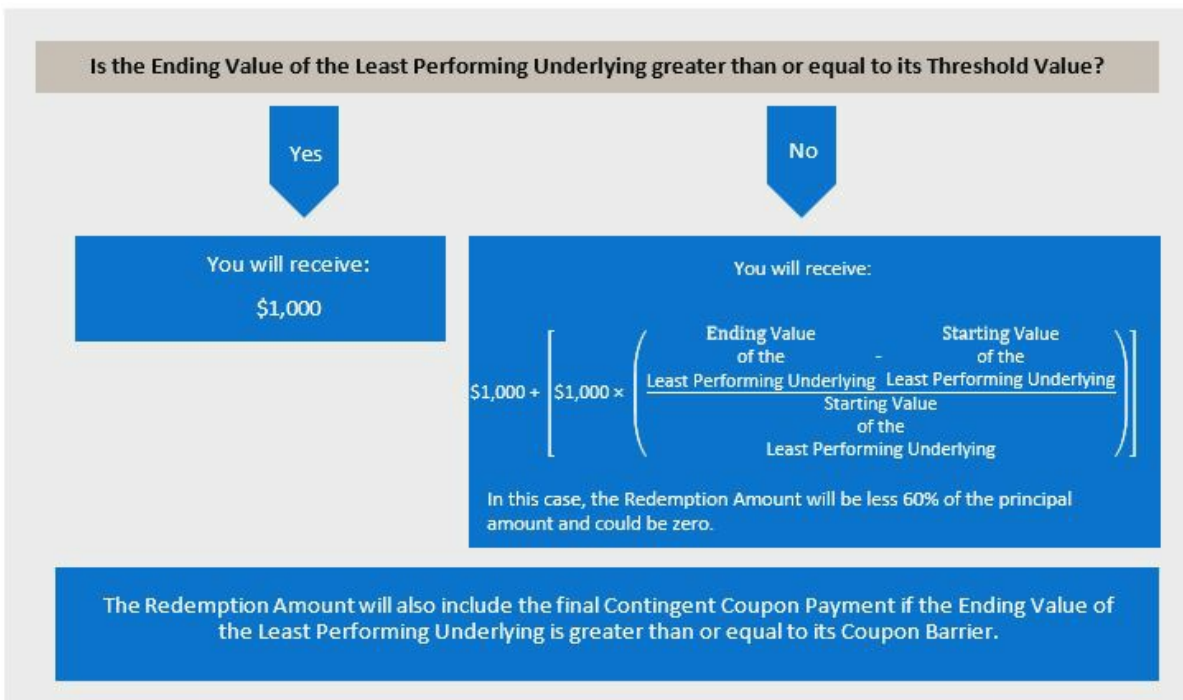 Is the Ending Value of the Least Performing Underlying greater than or equal to its Threshold Value?
Yes
No
You will receive:
$1,000
You will receive:
$1,000 + [$1,000 × (
Ending Value
of the
Least Performing Underlying
-
Starting Value
of the
Least Performing Underlying
Starting Value
of the
Least Performing Underlying
)]
In this case, the Redemption Amount will be less 60% of the principal
amount and could be zero.
The Redemption Amount will also include the final Contingent Coupon Payment if the Ending Value of
the Least Performing Underlying is greater than or equal to its Coupon Barrier.